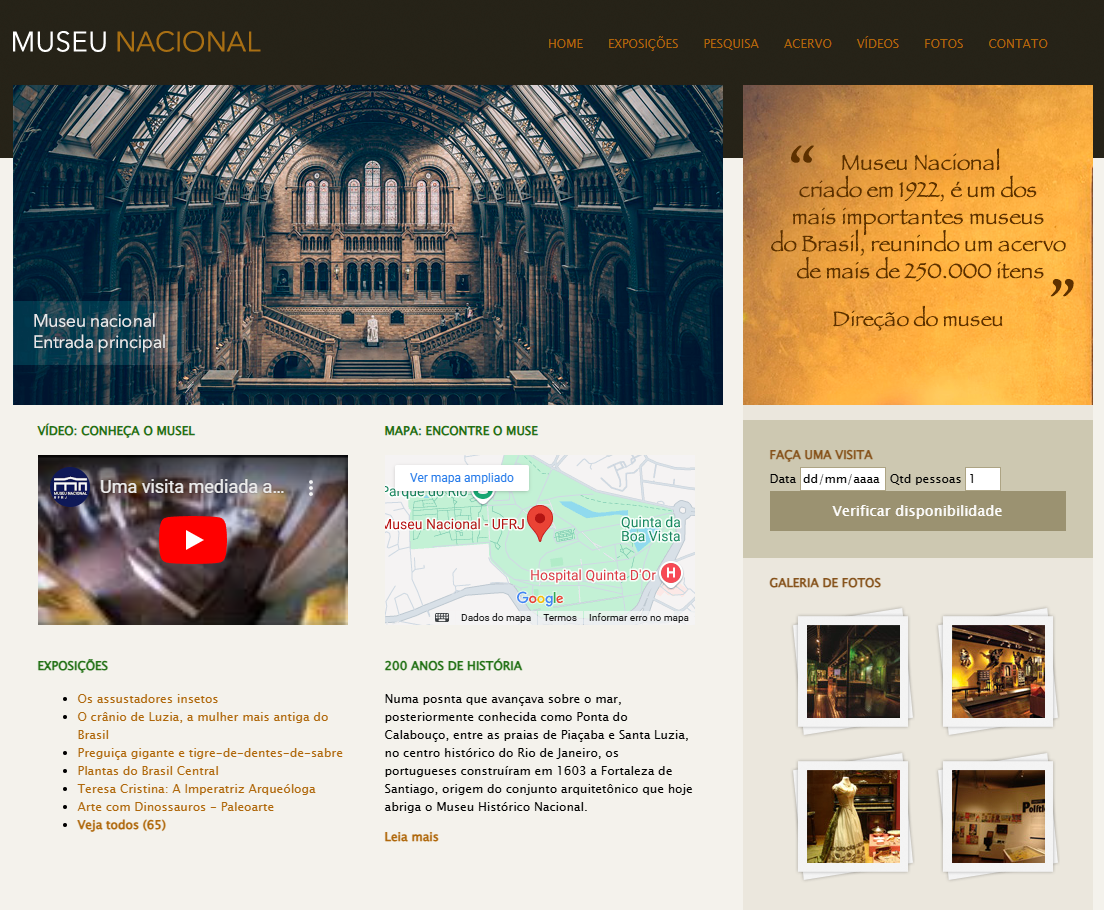 MUSEU NACIONAL
HOME EXPOSIÇÕES PESQUISA ACERVO VÍDEOS FOTOS CONTATO
Museu nacional
Entrada principal
“ Museu Nacional
criado em 1922, é um dos
mais importantes museus
do Brasil, reunindo um acervo
de mais de 250.000 itens ”
Direção do museu
VÍDEO: CONHEÇA O MUSEL
MUSEU NACIONAL
UFRJ
Uma visita mediada a...
MAPA: ENCONTRE O MUSE
Ver mapa ampliado
Parque do Rio
Museu Nacional - UFRJ
Quinta da
Boa Vista
Hospital Quinta D'Or
H
Google
Dados do mapa Termos Informar erro no mapa
FAÇA UMA VISITA
Data dd/mm/aaaa Qtd pessoas 1
Verificar disponibilidade
GALERIA DE FOTOS
EXPOSIÇÕES
• Os assustadores insetos
• O crânio de Luzia, a mulher mais antiga do
Brasil
• Preguiça gigante e tigre-de-dentes-de-sabre
• Plantas do Brasil Central
• Teresa Cristina: A Imperatriz Arqueóloga
• Arte com Dinossauros - Paleoarte
• Veja todos (65)
200 ANOS DE HISTÓRIA
Numa posnta que avançava sobre o mar,
posteriormente conhecida como Ponta do
Calabouço, entre as praias de Piaçaba e Santa Luzia,
no centro histórico do Rio de Janeiro, os
portugueses construíram em 1603 a Fortaleza de
Santiago, origem do conjunto arquitetônico que hoje
abriga o Museu Histórico Nacional.
Leia mais